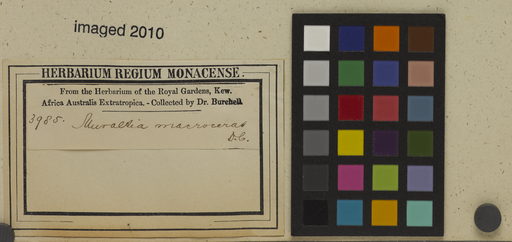 imaged 2010
HERBARIUM REGIUM MONACENSE.
From the Herbarium of the Royal Gardens, Kew.
Africa Australis Extratropica. - Collected by Dr. Burchell.
3985. Muraltia macroceras
D.C.